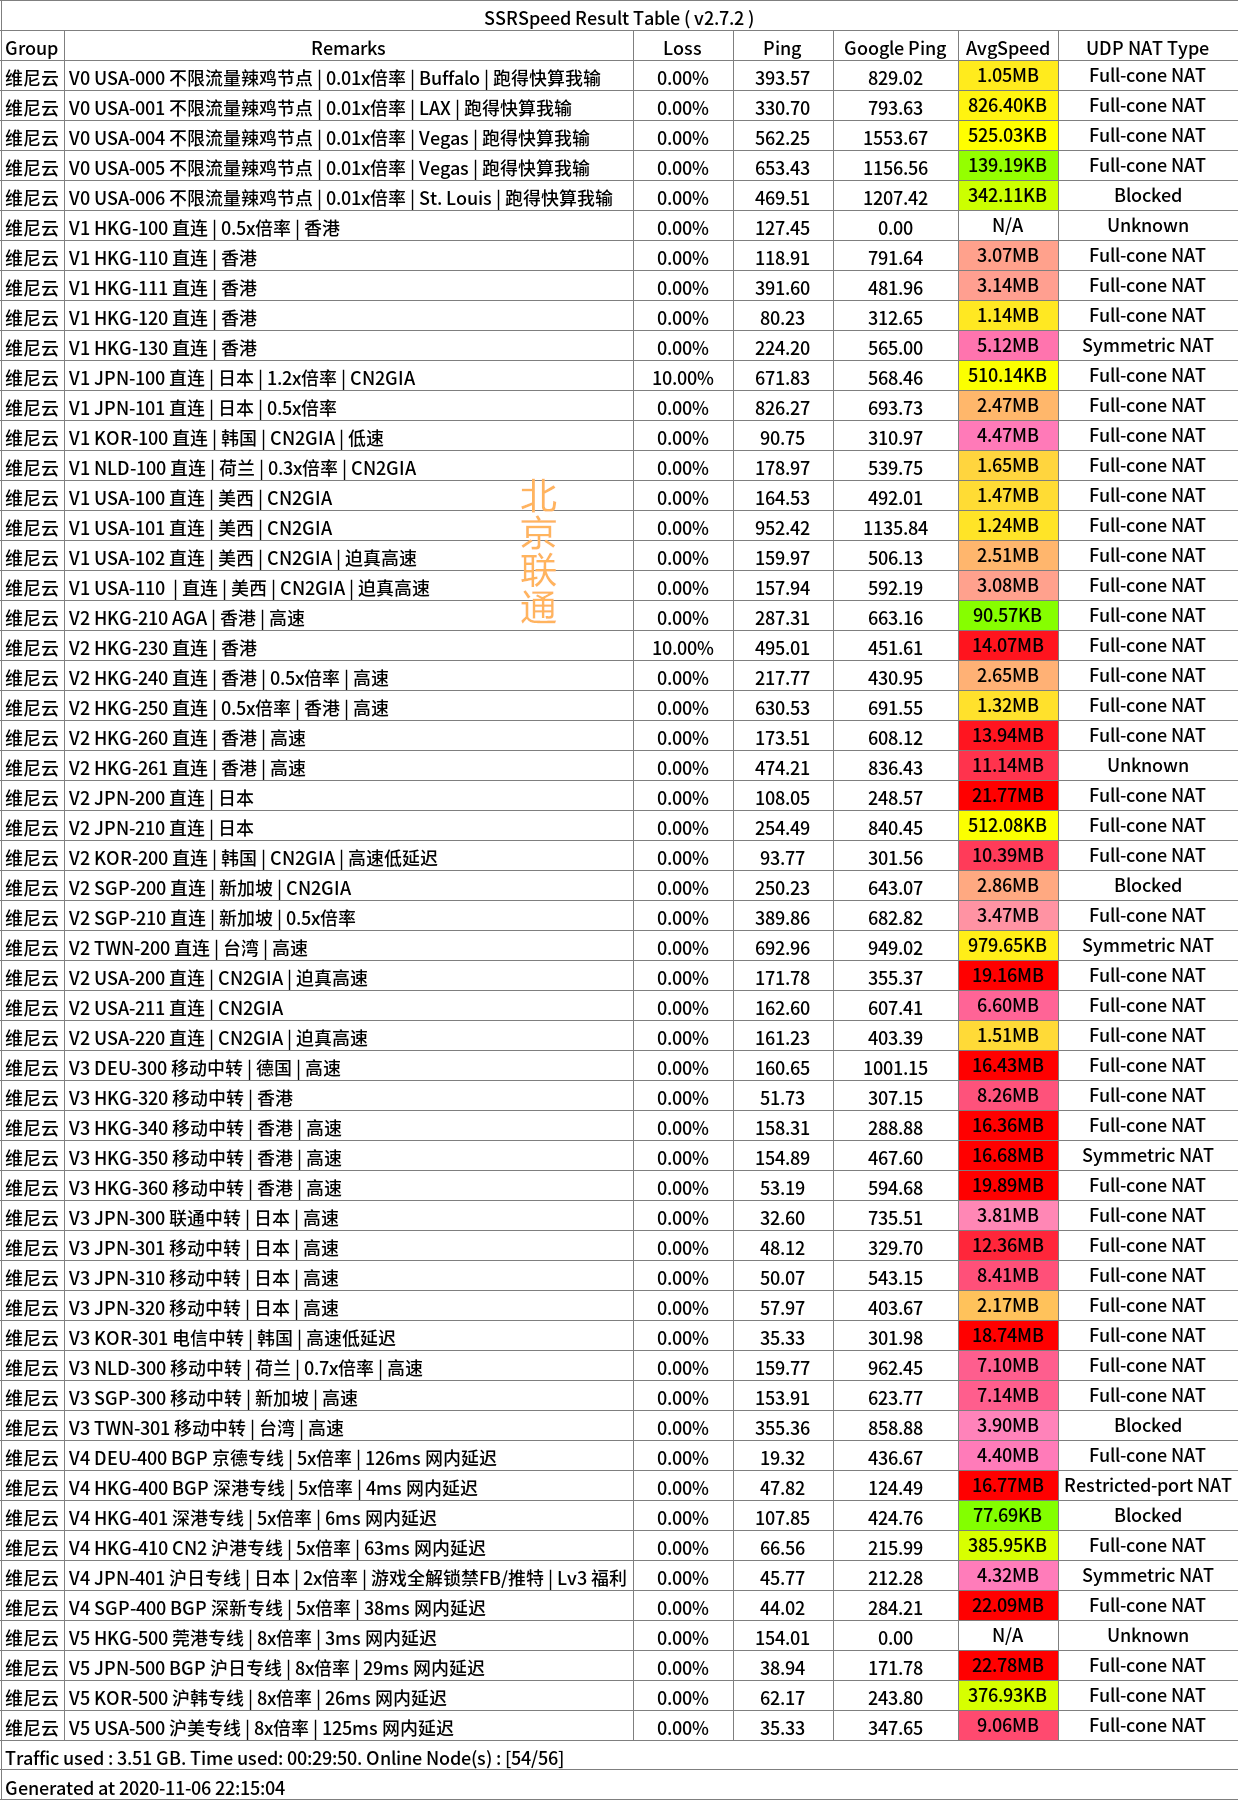 SSRSpeed Result Table ( v2.7.2 )
Group Remarks Loss Ping Google Ping AvgSpeed UDP NAT Type
维尼云 V0 USA-000 不限流量辣鸡节点 | 0.01x倍率 | Buffalo | 跑得快算我输 0.00% 393.57 829.02 1.05MB Full-cone NAT
维尼云 V0 USA-001 不限流量辣鸡节点 | 0.01x倍率 | LAX | 跑得快算我输 0.00% 330.70 793.63 826.40KB Full-cone NAT
维尼云 V0 USA-004 不限流量辣鸡节点 | 0.01x倍率 | Vegas | 跑得快算我输 0.00% 562.25 1553.67 525.03KB Full-cone NAT
维尼云 V0 USA-005 不限流量辣鸡节点 | 0.01x倍率 | Vegas | 跑得快算我输 0.00% 653.43 1156.56 139.19KB Full-cone NAT
维尼云 V0 USA-006 不限流量辣鸡节点 | 0.01x倍率 | St. Louis | 跑得快算我输 0.00% 469.51 1207.42 342.11KB Blocked
维尼云 V1 HKG-100 直连 | 0.5x倍率 | 香港 0.00% 127.45 0.00 N/A Unknown
维尼云 V1 HKG-110 直连 | 香港 0.00% 118.91 791.64 3.07MB Full-cone NAT
维尼云 V1 HKG-111 直连 | 香港 0.00% 391.60 481.96 3.14MB Full-cone NAT
维尼云 V1 HKG-120 直连 | 香港 0.00% 80.23 312.65 1.14MB Full-cone NAT
维尼云 V1 HKG-130 直连 | 香港 0.00% 224.20 565.00 5.12MB Symmetric NAT
维尼云 V1 JPN-100 直连 | 日本 | 1.2x倍率 | CN2GIA 10.00% 671.83 568.46 510.14KB Full-cone NAT
维尼云 V1 JPN-101 直连 | 日本 | 0.5x倍率 0.00% 826.27 693.73 2.47MB Full-cone NAT
维尼云 V1 KOR-100 直连 | 韩国 | CN2GIA | 低速 0.00% 90.75 310.97 4.47MB Full-cone NAT
维尼云 V1 NLD-100 直连 | 荷兰 | 0.3x倍率 | CN2GIA 0.00% 178.97 539.75 1.65MB Full-cone NAT
维尼云 V1 USA-100 直连 | 美西 | CN2GIA 0.00% 164.53 492.01 1.47MB Full-cone NAT
维尼云 V1 USA-101 直连 | 美西 | CN2GIA 0.00% 952.42 1135.84 1.24MB Full-cone NAT
维尼云 V1 USA-102 直连 | 美西 | CN2GIA | 迫真高速 0.00% 159.97 506.13 2.51MB Full-cone NAT
维尼云 V1 USA-110 | 直连 | 美西 | CN2GIA | 迫真高速 0.00% 157.94 592.19 3.08MB Full-cone NAT
北京联通
维尼云 V2 HKG-210 AGA | 香港 | 高速 0.00% 287.31 663.16 90.57KB Full-cone NAT
维尼云 V2 HKG-230 直连 | 香港 10.00% 495.01 451.61 14.07MB Full-cone NAT
维尼云 V2 HKG-240 直连 | 香港 | 0.5x倍率 | 高速 0.00% 217.77 430.95 2.65MB Full-cone NAT
维尼云 V2 HKG-250 直连 | 0.5x倍率 | 香港 | 高速 0.00% 630.53 691.55 1.32MB Full-cone NAT
维尼云 V2 HKG-260 直连 | 香港 | 高速 0.00% 173.51 608.12 13.94MB Full-cone NAT
维尼云 V2 HKG-261 直连 | 香港 | 高速 0.00% 474.21 836.43 11.14MB Unknown
维尼云 V2 JPN-200 直连 | 日本 0.00% 108.05 248.57 21.77MB Full-cone NAT
维尼云 V2 JPN-210 直连 | 日本 0.00% 254.49 840.45 512.08KB Full-cone NAT
维尼云 V2 KOR-200 直连 | 韩国 | CN2GIA | 高速低延迟 0.00% 93.77 301.56 10.39MB Full-cone NAT
维尼云 V2 SGP-200 直连 | 新加坡 | CN2GIA 0.00% 250.23 643.07 2.86MB Blocked
维尼云 V2 SGP-210 直连 | 新加坡 | 0.5x倍率 0.00% 389.86 682.82 3.47MB Full-cone NAT
维尼云 V2 TWN-200 直连 | 台湾 | 高速 0.00% 692.96 949.02 979.65KB Symmetric NAT
维尼云 V2 USA-200 直连 | CN2GIA | 迫真高速 0.00% 171.78 355.37 19.16MB Full-cone NAT
维尼云 V2 USA-211 直连 | CN2GIA 0.00% 162.60 607.41 6.60MB Full-cone NAT
维尼云 V2 USA-220 直连 | CN2GIA | 迫真高速 0.00% 161.23 403.39 1.51MB Full-cone NAT
维尼云 V3 DEU-300 移动中转 | 德国 | 高速 0.00% 160.65 1001.15 16.43MB Full-cone NAT
维尼云 V3 HKG-320 移动中转 | 香港 0.00% 51.73 307.15 8.26MB Full-cone NAT
维尼云 V3 HKG-340 移动中转 | 香港 | 高速 0.00% 158.31 288.88 16.36MB Full-cone NAT
维尼云 V3 HKG-350 移动中转 | 香港 | 高速 0.00% 154.89 467.60 16.68MB Symmetric NAT
维尼云 V3 HKG-360 移动中转 | 香港 | 高速 0.00% 53.19 594.68 19.89MB Full-cone NAT
维尼云 V3 JPN-300 联通中转 | 日本 | 高速 0.00% 32.60 735.51 3.81MB Full-cone NAT
维尼云 V3 JPN-301 移动中转 | 日本 | 高速 0.00% 48.12 329.70 12.36MB Full-cone NAT
维尼云 V3 JPN-310 移动中转 | 日本 | 高速 0.00% 50.07 543.15 8.41MB Full-cone NAT
维尼云 V3 JPN-320 移动中转 | 日本 | 高速 0.00% 57.97 403.67 2.17MB Full-cone NAT
维尼云 V3 KOR-301 电信中转 | 韩国 | 高速低延迟 0.00% 35.33 301.98 18.74MB Full-cone NAT
维尼云 V3 NLD-300 移动中转 | 荷兰 | 0.7x倍率 | 高速 0.00% 159.77 962.45 7.10MB Full-cone NAT
维尼云 V3 SGP-300 移动中转 | 新加坡 | 高速 0.00% 153.91 623.77 7.14MB Full-cone NAT
维尼云 V3 TWN-301 移动中转 | 台湾 | 高速 0.00% 355.36 858.88 3.90MB Blocked
维尼云 V4 DEU-400 BGP 京德专线 | 5x倍率 | 126ms 网内延迟 0.00% 19.32 436.67 4.40MB Full-cone NAT
维尼云 V4 HKG-400 BGP 深港专线 | 5x倍率 | 4ms 网内延迟 0.00% 47.82 124.49 16.77MB Restricted-port NAT
维尼云 V4 HKG-401 深港专线 | 5x倍率 | 6ms 网内延迟 0.00% 107.85 424.76 77.69KB Blocked
维尼云 V4 HKG-410 CN2 沪港专线 | 5x倍率 | 63ms 网内延迟 0.00% 66.56 215.99 385.95KB Full-cone NAT
维尼云 V4 JPN-401 沪日专线 | 日本 | 2x倍率 | 游戏全解锁禁FB/推特 | Lv3 福利 0.00% 45.77 212.28 4.32MB Symmetric NAT
维尼云 V4 SGP-400 BGP 深新专线 | 5x倍率 | 38ms 网内延迟 0.00% 44.02 284.21 22.09MB Full-cone NAT
维尼云 V5 HKG-500 莞港专线 | 8x倍率 | 3ms 网内延迟 0.00% 154.01 0.00 N/A Unknown
维尼云 V5 JPN-500 BGP 沪日专线 | 8x倍率 | 29ms 网内延迟 0.00% 38.94 171.78 22.78MB Full-cone NAT
维尼云 V5 KOR-500 沪韩专线 | 8x倍率 | 26ms 网内延迟 0.00% 62.17 243.80 376.93KB Full-cone NAT
维尼云 V5 USA-500 沪美专线 | 8x倍率 | 125ms 网内延迟 0.00% 35.33 347.65 9.06MB Full-cone NAT
Traffic used : 3.51 GB. Time used: 00:29:50. Online Node(s) : [54/56]
Generated at 2020-11-06 22:15:04